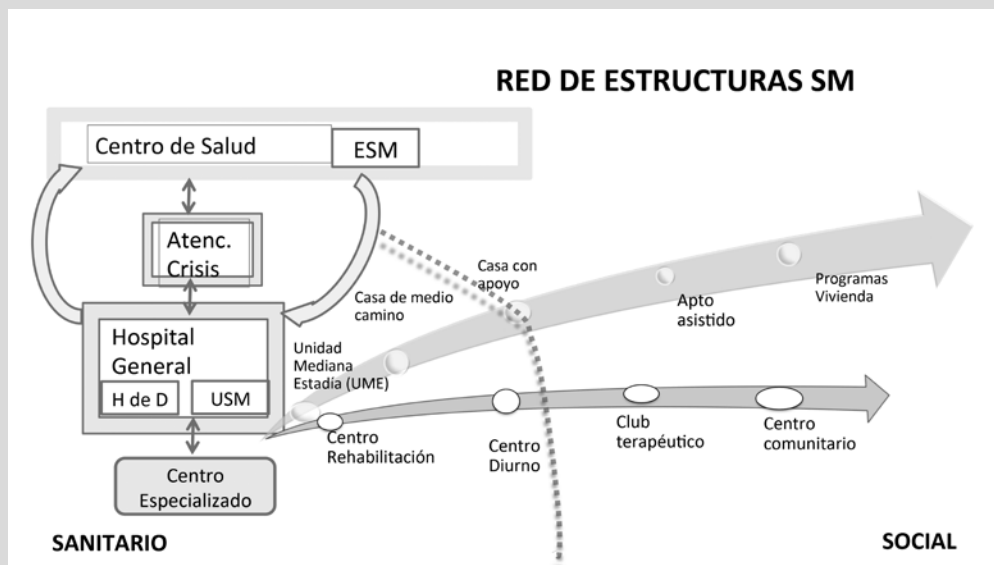 RED DE ESTRUCTURAS SM
Centro de Salud
ESM
Atenc.
Crisis
Hospital
General
H de D
USM
Centro
Especializado
Casa de medio
camino
Unidad
Mediana
Estadía (UME)
Casa con
apoyo
Apto
asistido
Programas
Vivienda
Centro
Rehabilitación
Centro
Diurno
Club
terapéutico
Centro
comunitario
SANITARIO
SOCIAL